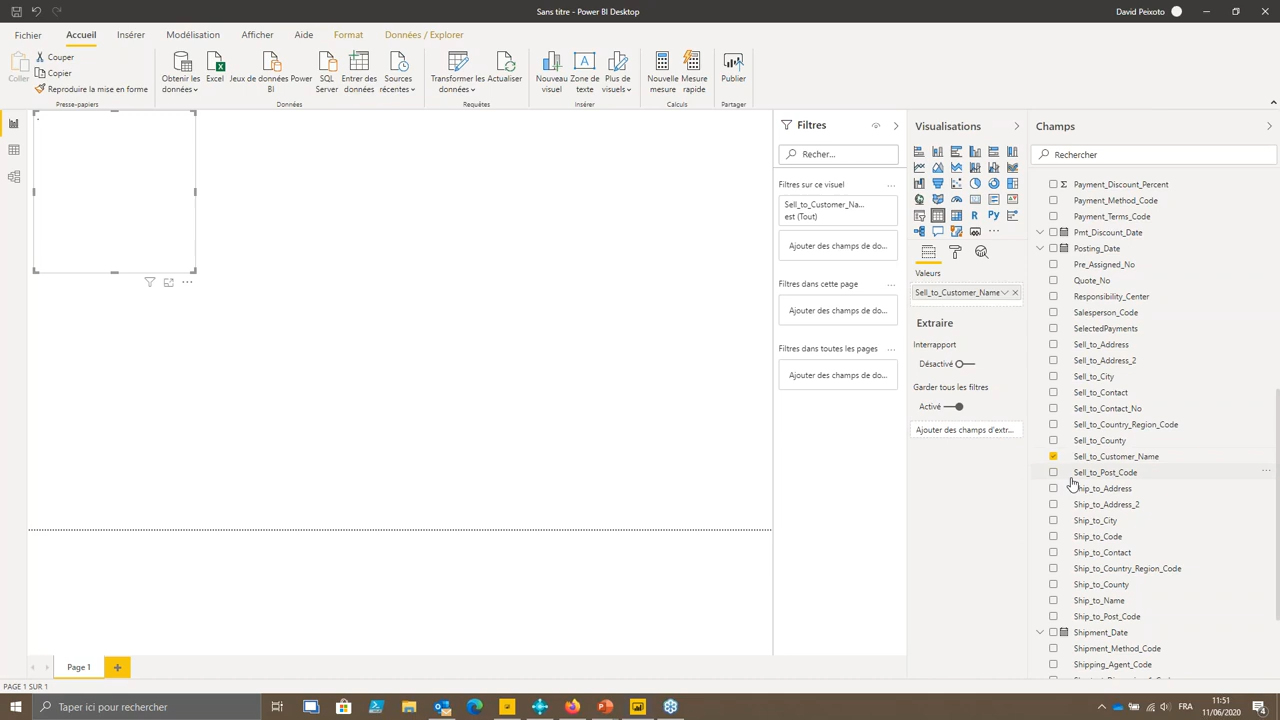 Sans titre - Power BI Desktop
David Peixoto
Fichier
Accueil
Insérer
Modélisation
Afficher
Aide
Format
Données / Explorer
Coller
Couper
Copier
Reproduire la mise en forme
Presse-papiers
Obtenir les
données
Excel
Jeux de données Power
BI
SQL
Server
Entrer des
données
Sources
récentes
Données
Transformer les
données
Actualiser
Requêtes
Nouveau
visuel
Zone de
texte
Plus de
visuels
Insérer
Nouvelle
mesure
Mesure
rapide
Calculs
Publier
Partager
Filtres
Recher...
Filtres sur ce visuel
Sell_to_Customer_Na...
est (Tout)
Ajouter des champs de do...
Filtres dans cette page
Ajouter des champs de do...
Filtres dans toutes les pages
Ajouter des champs de do...
Visualisations
R
Py
Valeurs
Sell_to_Customer_Name
Extraire
Interrapport
Désactivé
Garder tous les filtres
Activé
Ajouter des champs d'extr...
Champs
Rechercher
Payment_Discount_Percent
Payment_Method_Code
Payment_Terms_Code
Pmt_Discount_Date
Posting_Date
Pre_Assigned_No
Quote_No
Responsibility_Center
Salesperson_Code
SelectedPayments
Sell_to_Address
Sell_to_Address_2
Sell_to_City
Sell_to_Contact
Sell_to_Contact_No
Sell_to_Country_Region_Code
Sell_to_County
Sell_to_Customer_Name
Sell_to_Post_Code
Ship_to_Address
Ship_to_Address_2
Ship_to_City
Ship_to_Code
Ship_to_Contact
Ship_to_Country_Region_Code
Ship_to_County
Ship_to_Name
Ship_to_Post_Code
Shipment_Date
Shipment_Method_Code
Shipping_Agent_Code
Page 1
PAGE 1 SUR 1
Taper ici pour rechercher
FRA
11:51
11/06/2020